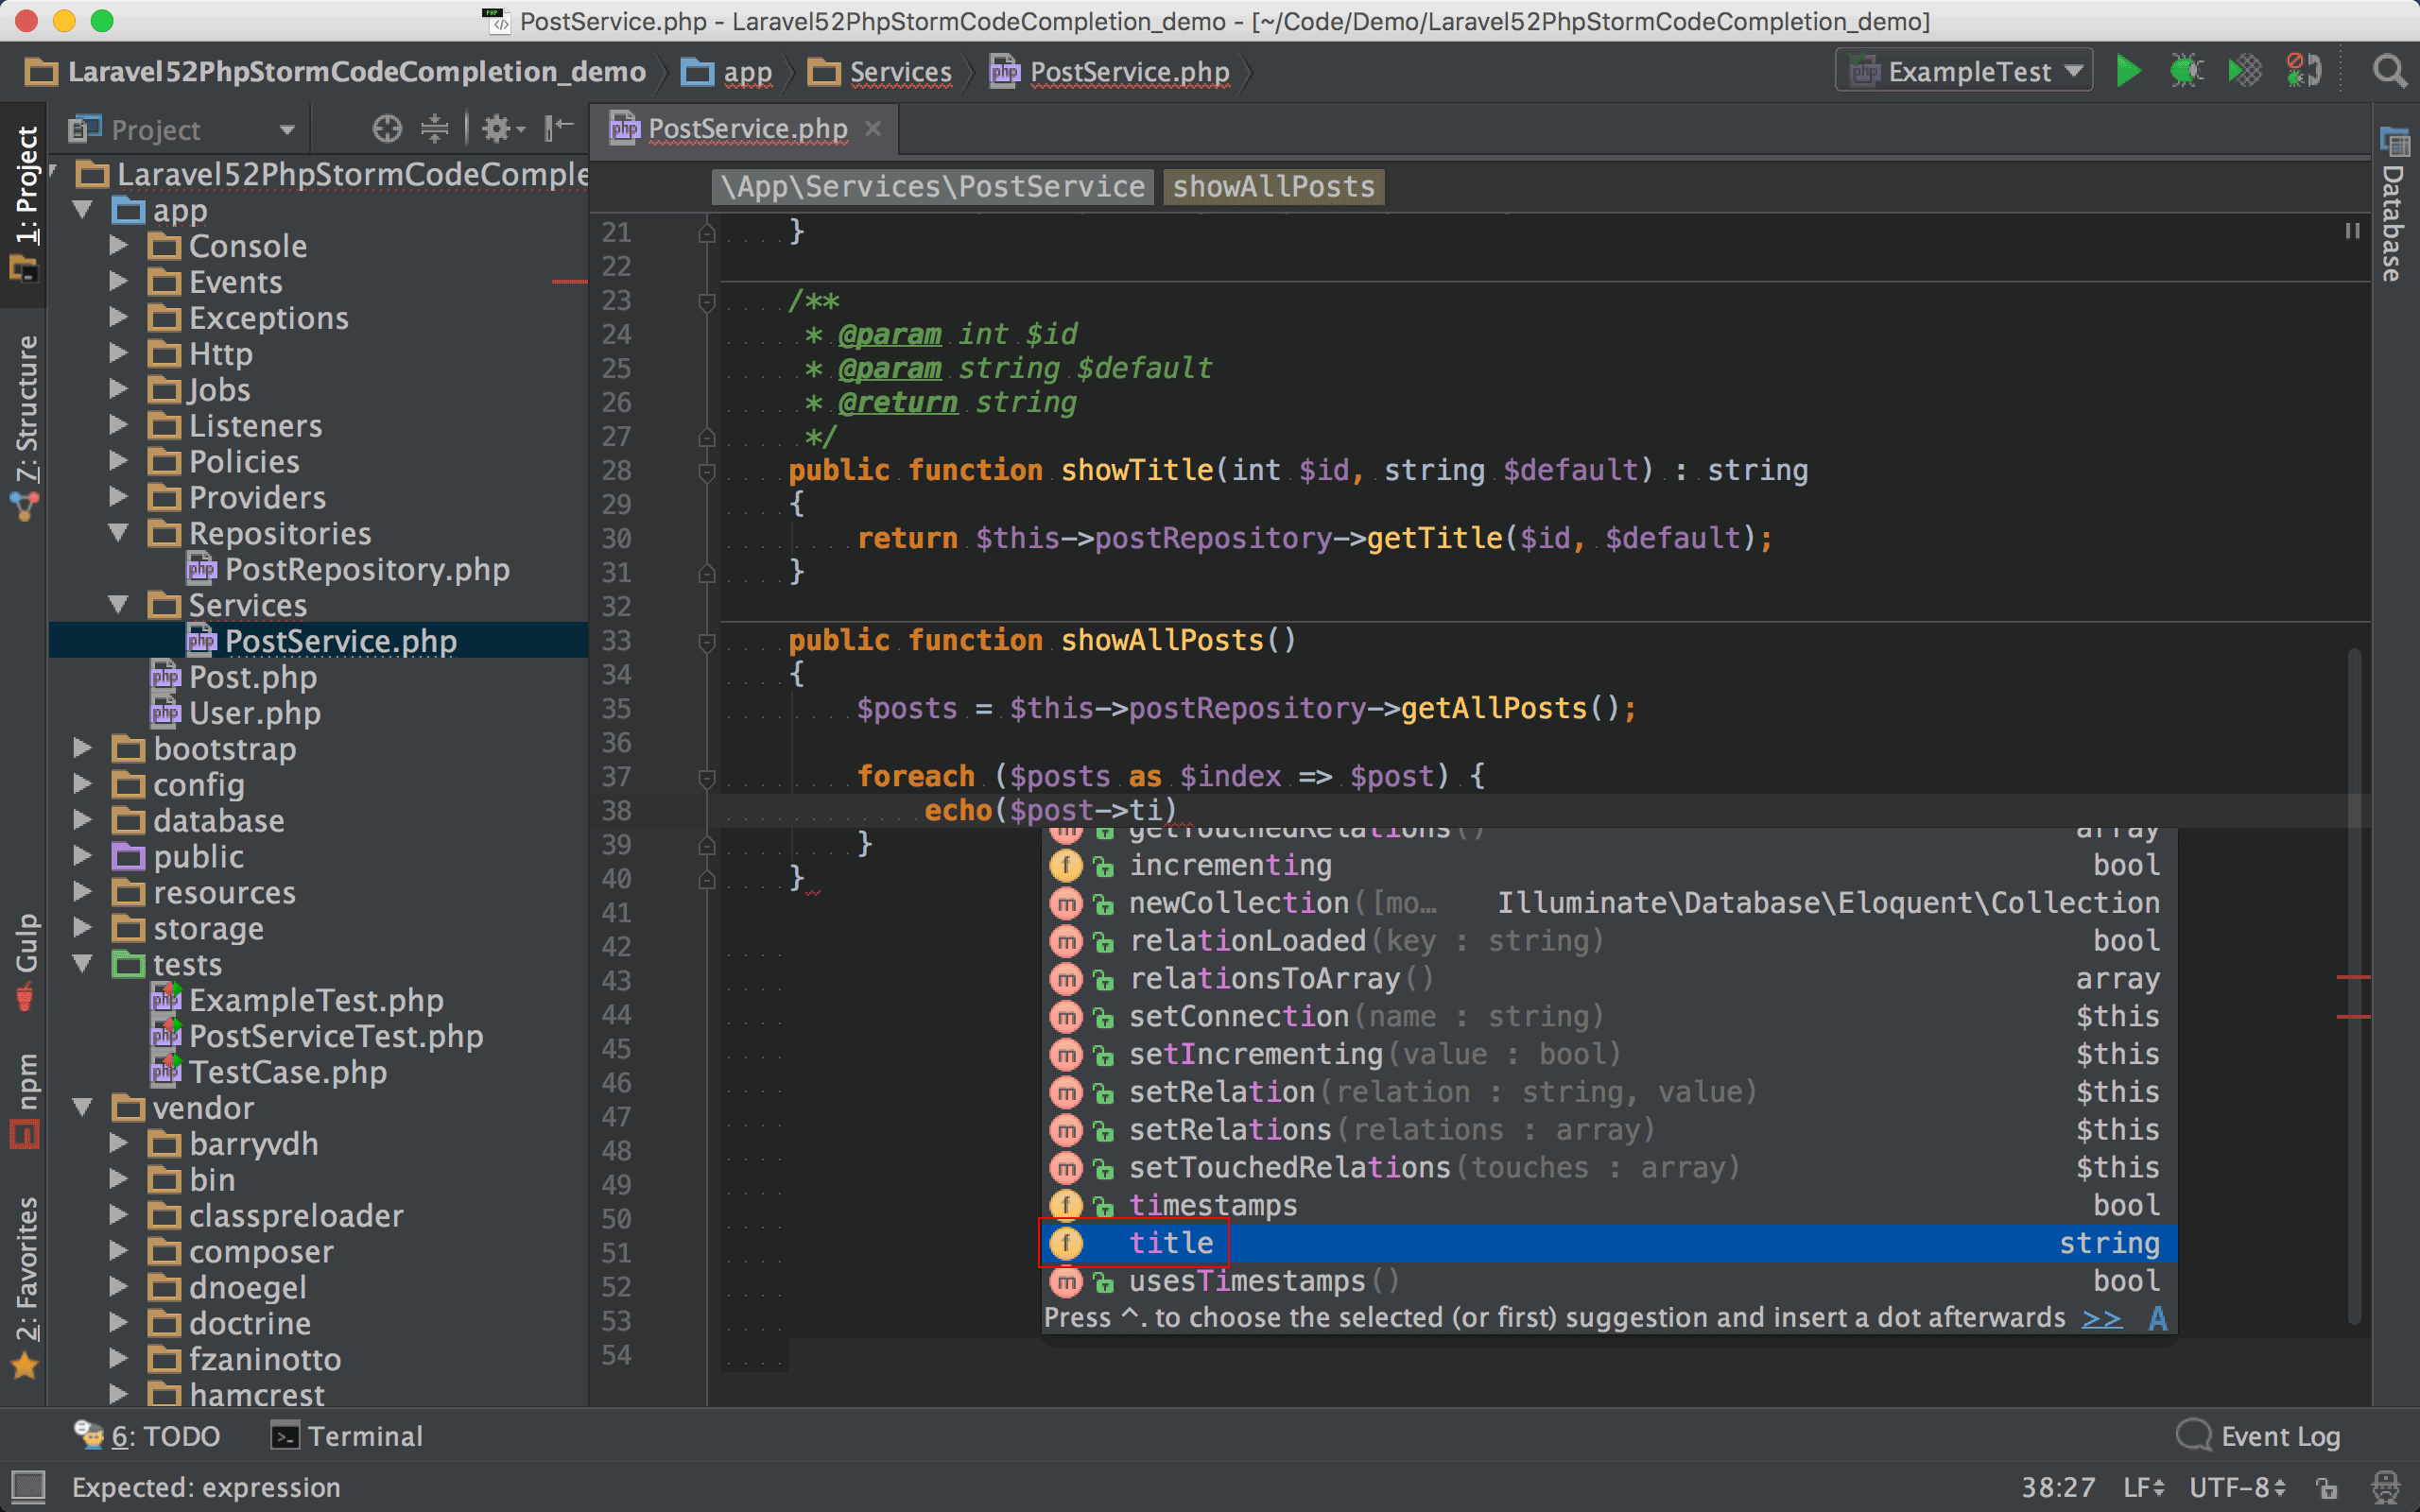 PostService.php - Laravel52PhpStormCodeCompletion_demo - [~/Code/Demo/Laravel52PhpStormCodeCompletion_demo]
Laravel52PhpStormCodeCompletion_demo app Services PostService.php ExampleTest
1: Project
Z: Structure
Gulp
npm
2: Favorites
Project
Laravel52PhpStormCodeComple
app
Console
Events
Exceptions
Http
Jobs
Listeners
Policies
Providers
Repositories
PostRepository.php
Services
PostService.php
Post.php
User.php
bootstrap
config
database
public
resources
storage
tests
ExampleTest.php
PostServiceTest.php
TestCase.php
vendor
barryvdh
bin
classpreloader
composer
dnoegel
doctrine
fzaninotto
hamcrest
PostService.php
\App\Services\PostService showAllPosts
21 }
22
23 /**
24 * @param int $id
25 * @param string $default
26 * @return string
27 */
28 public function showTitle(int $id, string $default) : string
29 {
30 return $this->postRepository->getTitle($id, $default);
31 }
32
33 public function showAllPosts()
34 {
35 $posts = $this->postRepository->getAllPosts();
36
37 foreach ($posts as $index => $post) {
38 echo($post->ti)
39 }
40 }
41
42
43
44
45
46
47
48
49
50
51
52
53
54
getTouchedRelations() array
incrementing bool
newCollection([mo… Illuminate\Database\Eloquent\Collection
relationLoaded(key : string) bool
relationsToArray() array
setConnection(name : string) $this
setIncrementing(value : bool) $this
setRelation(relation : string, value) $this
setRelations(relations : array) $this
setTouchedRelations(touches : array) $this
timestamps bool
title string
usesTimestamps() bool
Press ^. to choose the selected (or first) suggestion and insert a dot afterwards >>
Database
6: TODO Terminal Event Log
Expected: expression 38:27 LF UTF-8